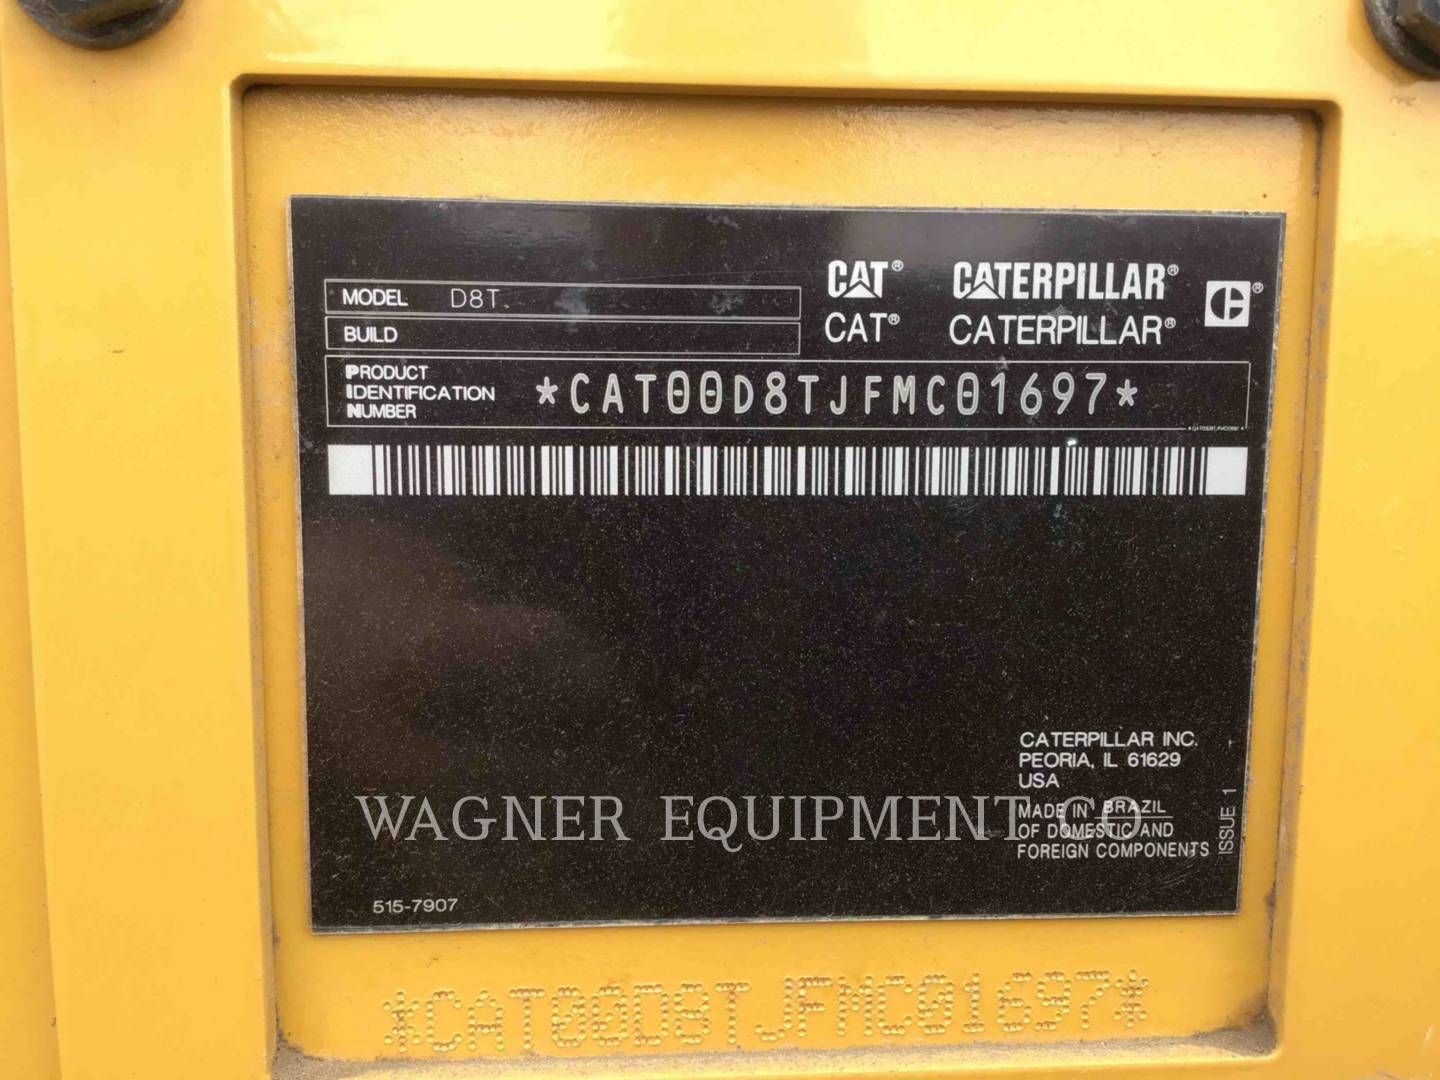 MODEL D8T
BUILD
CAT® CATERPILLAR®
CAT® CATERPILLAR®
PRODUCT
IDENTIFICATION
NUMBER
*CAT00D8TJFMC01697*
CATERPILLAR INC.
PEORIA, IL 61629
USA
MADE IN BRAZIL
OF DOMESTIC AND
FOREIGN COMPONENTS
ISSUE 1
WAGNER EQUIPMENT CO
515-7907
*CAT00D8TJFMC01697*